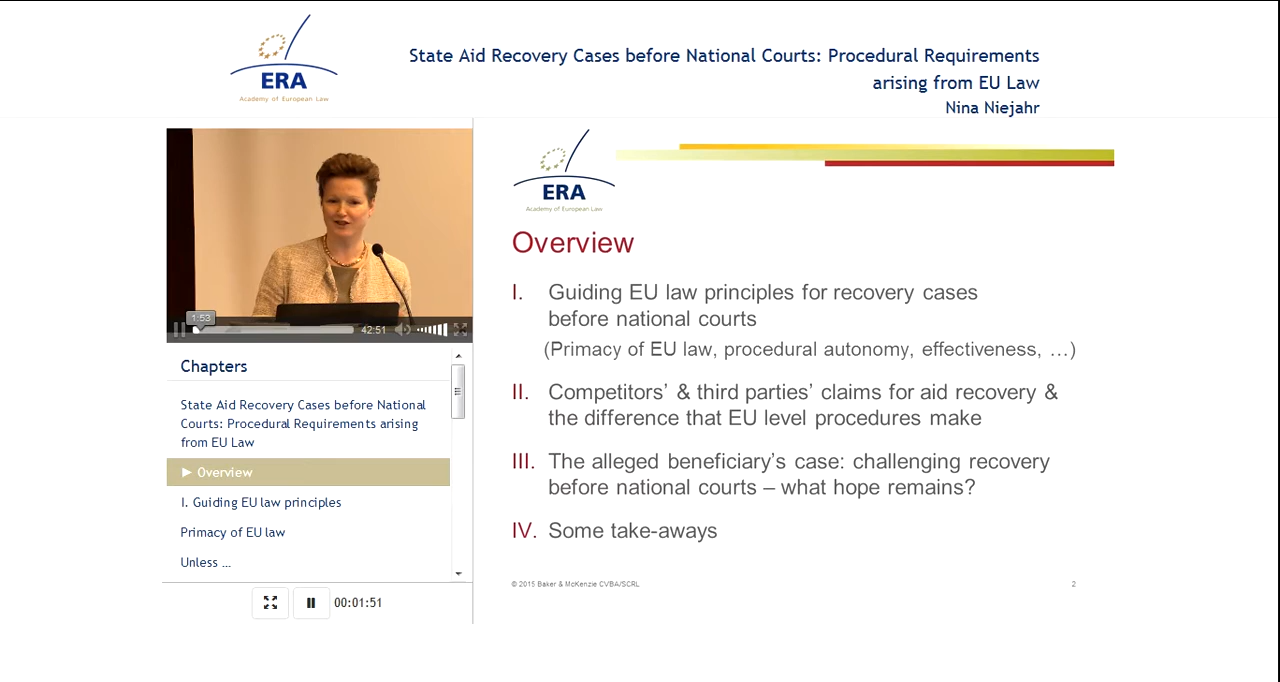 ERA
Academy of European Law
State Aid Recovery Cases before National Courts: Procedural Requirements
arising from EU Law
Nina Niejahr
1:53
42:51
Chapters
State Aid Recovery Cases before National
Courts: Procedural Requirements arising
from EU Law
► Overview
I. Guiding EU law principles
Primacy of EU law
Unless ...
00:01:51
ERA
Academy of European Law
Overview
I. Guiding EU law principles for recovery cases
before national courts
(Primacy of EU law, procedural autonomy, effectiveness, …)
II. Competitors’ & third parties’ claims for aid recovery &
the difference that EU level procedures make
III. The alleged beneficiary’s case: challenging recovery
before national courts – what hope remains?
IV. Some take-aways
© 2015 Baker & McKenzie CVBA/SCRL
2